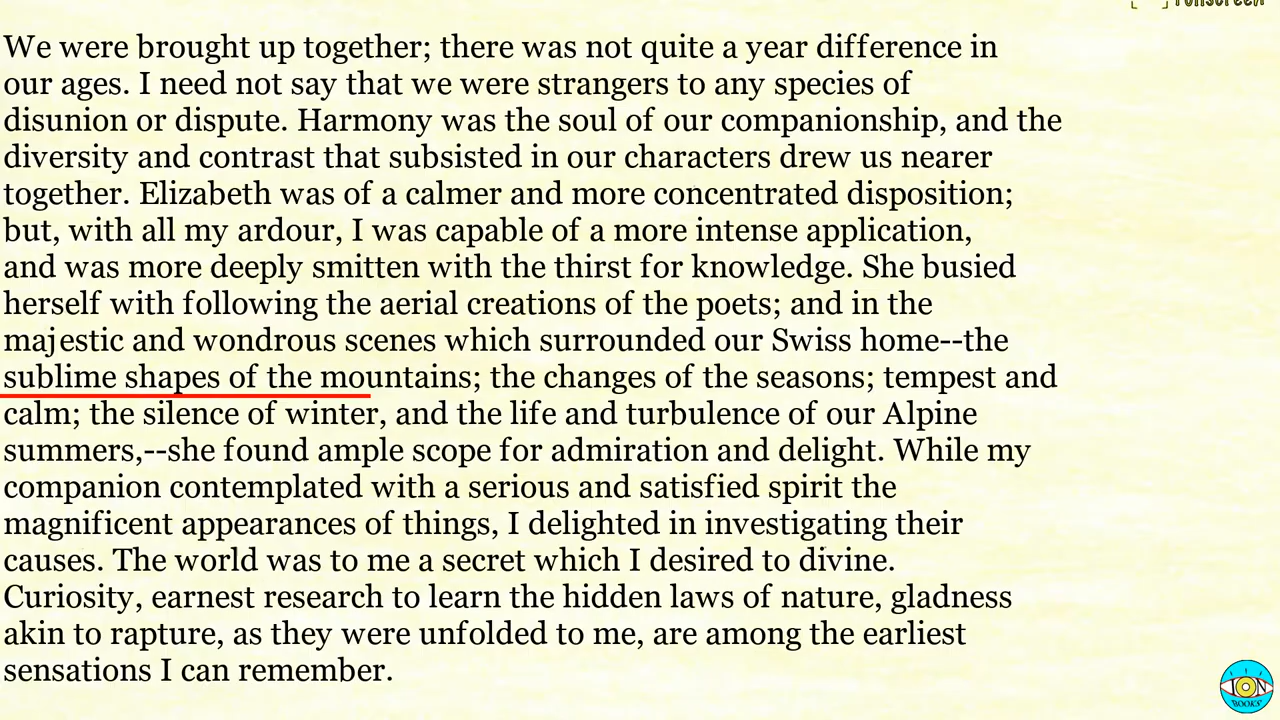 Fullscreen
We were brought up together; there was not quite a year difference in
our ages. I need not say that we were strangers to any species of
disunion or dispute. Harmony was the soul of our companionship, and the
diversity and contrast that subsisted in our characters drew us nearer
together. Elizabeth was of a calmer and more concentrated disposition;
but, with all my ardour, I was capable of a more intense application,
and was more deeply smitten with the thirst for knowledge. She busied
herself with following the aerial creations of the poets; and in the
majestic and wondrous scenes which surrounded our Swiss home--the
sublime shapes of the mountains; the changes of the seasons; tempest and
calm; the silence of winter, and the life and turbulence of our Alpine
summers,--she found ample scope for admiration and delight. While my
companion contemplated with a serious and satisfied spirit the
magnificent appearances of things, I delighted in investigating their
causes. The world was to me a secret which I desired to divine.
Curiosity, earnest research to learn the hidden laws of nature, gladness
akin to rapture, as they were unfolded to me, are among the earliest
sensations I can remember.
ION
BOOKS